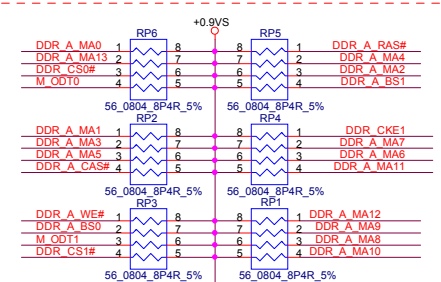 +0.9VS
RP6 RP5
DDR_A_MA0 1 8 8 1 DDR_A_RAS#
DDR_A_MA13 2 7 7 2 DDR_A_MA4
DDR_CS0# 3 6 6 3 DDR_A_MA2
M_ODT0 4 5 5 4 DDR_A_BS1
56_0804_8P4R_5% 56_0804_8P4R_5%
RP2 RP4
DDR_A_MA1 1 8 8 1 DDR_CKE1
DDR_A_MA3 2 7 7 2 DDR_A_MA7
DDR_A_MA5 3 6 6 3 DDR_A_MA6
DDR_A_CAS# 4 5 5 4 DDR_A_MA11
56_0804_8P4R_5% 56_0804_8P4R_5%
RP3 RP1
DDR_A_WE# 1 8 8 1 DDR_A_MA12
DDR_A_BS0 2 7 7 2 DDR_A_MA9
M_ODT1 3 6 6 3 DDR_A_MA8
DDR_CS1# 4 5 5 4 DDR_A_MA10
56_0804_8P4R_5% 56_0804_8P4R_5%